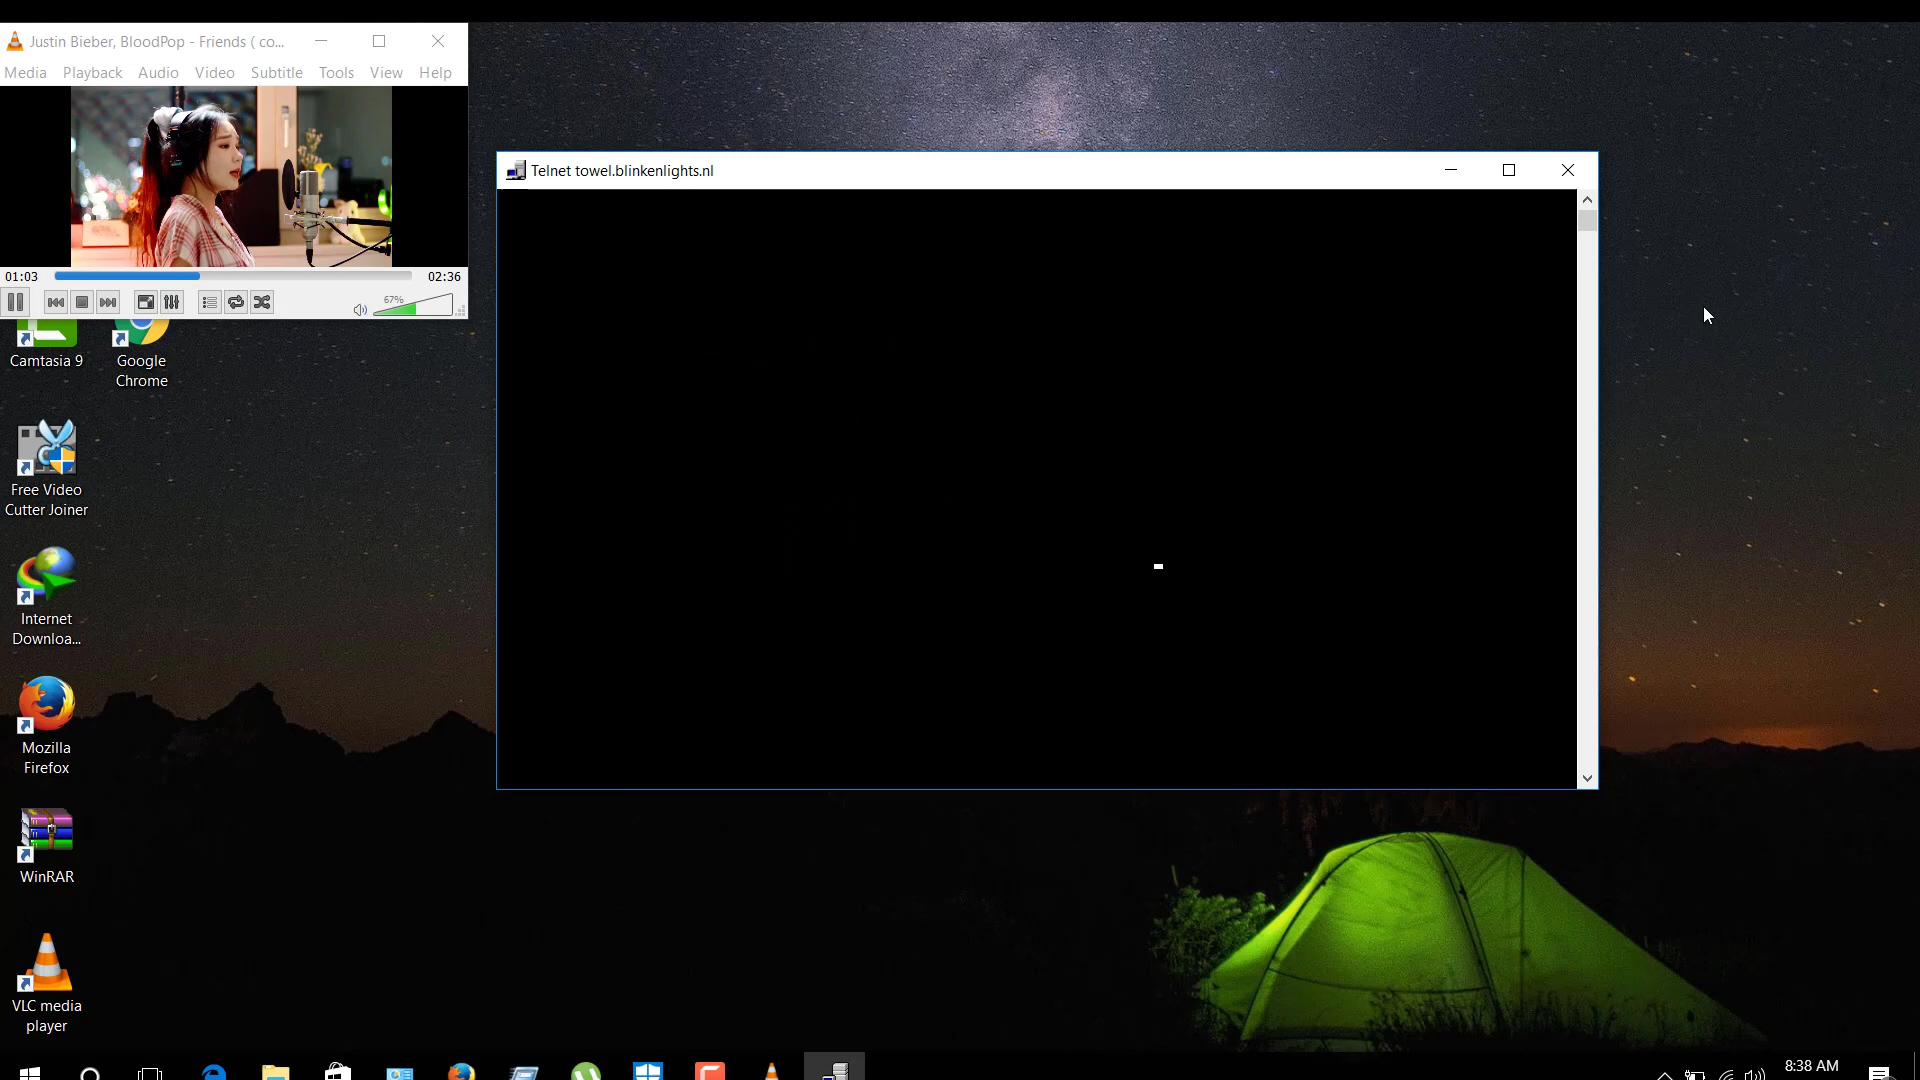 Justin Bieber, BloodPop - Friends ( co...
Media Playback Audio Video Subtitle Tools View Help
01:03
02:36
67%
Telnet towel.blinkenlights.nl
Camtasia 9
Google
Chrome
Free Video
Cutter Joiner
Internet
Downloa...
Mozilla
Firefox
WinRAR
VLC media
player
8:38 AM